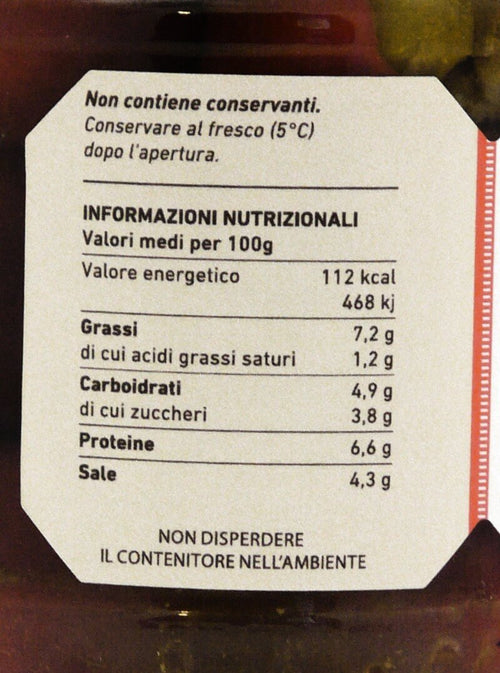 Non contiene conservanti.
Conservare al fresco (5°C)
dopo l'apertura.
INFORMAZIONI NUTRIZIONALI
Valori medi per 100g
Valore energetico 112 kcal
468 kj
Grassi 7,2 g
di cui acidi grassi saturi 1,2 g
Carboidrati 4,9 g
di cui zuccheri 3,8 g
Proteine 6,6 g
Sale 4,3 g
NON DISPERDERE
IL CONTENITORE NELL'AMBIENTE